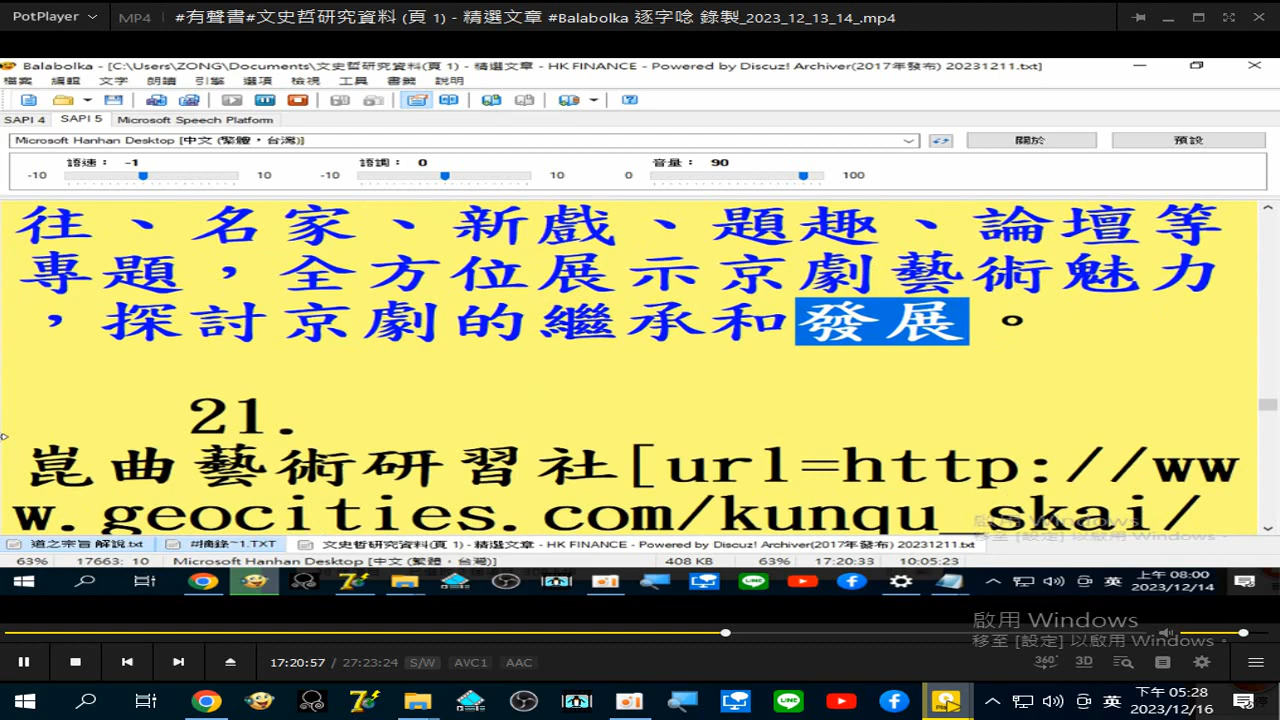 PotPlayer MP4 #有聲書#文史哲研究資料 (頁 1) - 精選文章 #Balabolka 逐字唸 錄製_2023_12_13_14_.mp4
Balabolka - [C:\Users\ZONG\Documents\文史哲研究資料(頁 1) - 精選文章 - HK FINANCE - Powered by Discuz! Archiver(2017年發布) 20231211.txt]
檔案 編輯 文字 朗讀 引擎 選項 檢視 工具 書籤 說明
SAPI 4 SAPI 5 Microsoft Speech Platform
Microsoft Hanhan Desktop [中文 (繁體，台灣)] 關於 預設
語速： -1 語調： 0 音量： 90
-10 10 -10 10 0 100
往、名家、新戲、題趣、論壇等
專題，全方位展示京劇藝術魅力
，探討京劇的繼承和發展。
21.
崑曲藝術研習社[url=http://ww
w.geocities.com/kunqu_skai/
道之宗旨 解說.txt #摘錄~1.TXT 文史哲研究資料(頁 1) - 精選文章 - HK FINANCE - Powered by Discuz! Archiver(2017年發布) 20231211.txt
63% 17663: 10 Microsoft Hanhan Desktop [中文 (繁體，台灣)] 408 KB 63% 17:20:33 10:05:23
英 上午 08:00
2023/12/14
啟用 Windows
移至 [設定] 以啟用 Windows。
17:20:57 / 27:23:24 S/W AVC1 AAC 360° 3D
英 下午 05:28
2023/12/16